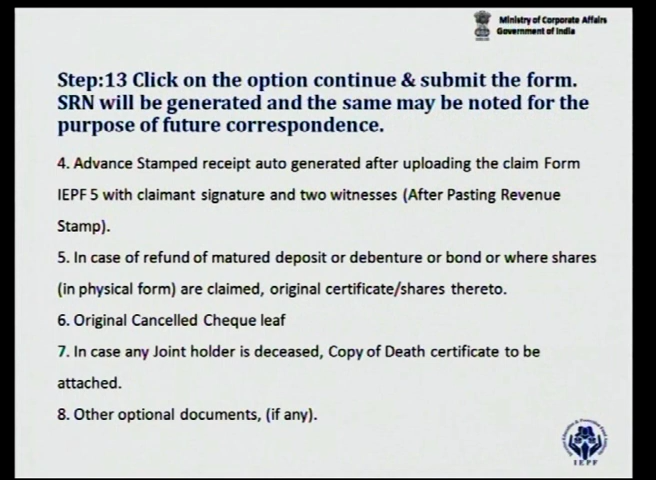 Ministry of Corporate Affairs
Government of India
Step:13 Click on the option continue & submit the form.
SRN will be generated and the same may be noted for the
purpose of future correspondence.
4. Advance Stamped receipt auto generated after uploading the claim Form
IEPF 5 with claimant signature and two witnesses (After Pasting Revenue
Stamp).
5. In case of refund of matured deposit or debenture or bond or where shares
(in physical form) are claimed, original certificate/shares thereto.
6. Original Cancelled Cheque leaf
7. In case any Joint holder is deceased, Copy of Death certificate to be
attached.
8. Other optional documents, (if any).
IEPF